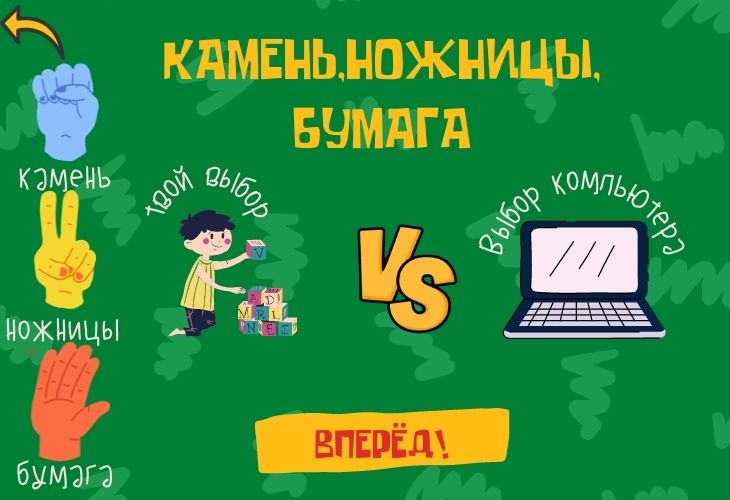 КАМЕНЬ,НОЖНИЦЫ,
БУМАГА
камень
ножницы
бумага
твой выбор
V
A D
M R L I
N E J
VS
Выбор компьютера
ВПЕРЁД!